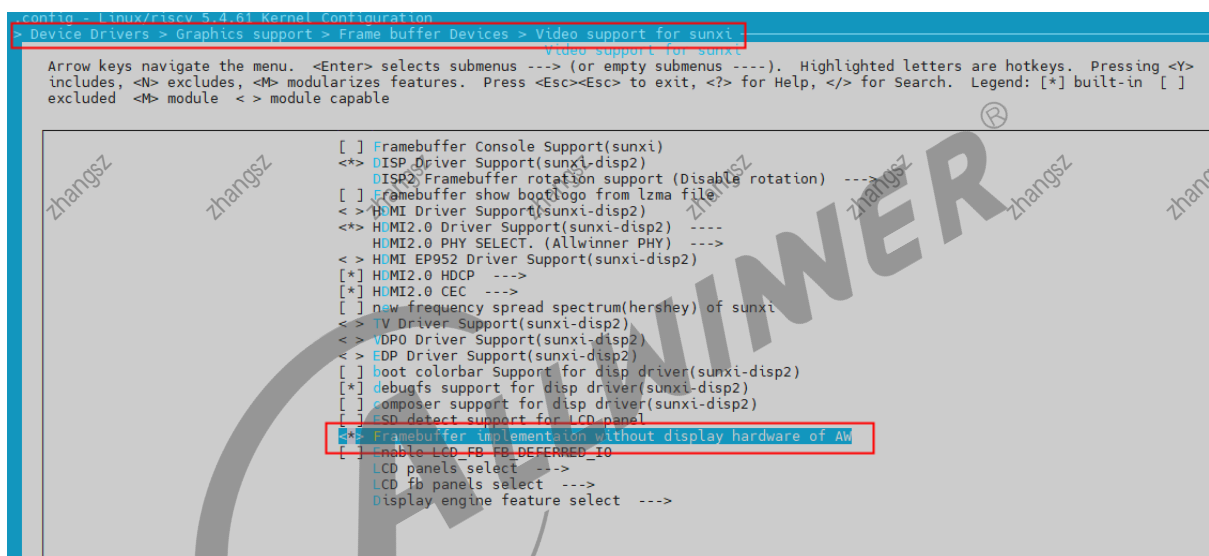 .config - Linux/riscv 5.4.61 Kernel Configuration
> Device Drivers > Graphics support > Frame buffer Devices > Video support for sunxi
Video support for sunxi
Arrow keys navigate the menu.  <Enter> selects submenus ---> (or empty submenus ----).  Highlighted letters are hotkeys.  Pressing <Y>
includes, <N> excludes, <M> modularizes features.  Press <Esc><Esc> to exit, <?> for Help, </> for Search.  Legend: [*] built-in  [ ]
excluded  <M> module  < > module capable
[ ] Framebuffer Console Support(sunxi)
<*> DISP Driver Support(sunxi-disp2)
DISP2 Framebuffer rotation support (Disable rotation)  --->
[ ] Framebuffer show bootlogo from lzma file
< > HDMI Driver Support(sunxi-disp2)
<*> HDMI2.0 Driver Support(sunxi-disp2)  ----
HDMI2.0 PHY SELECT. (Allwinner PHY)  --->
< > HDMI EP952 Driver Support(sunxi-disp2)
[*] HDMI2.0 HDCP  --->
[*] HDMI2.0 CEC  --->
[ ] new frequency spread spectrum(hershey) of sunxi
< > TV Driver Support(sunxi-disp2)
< > VDPO Driver Support(sunxi-disp2)
< > EDP Driver Support(sunxi-disp2)
[ ] boot colorbar Support for disp driver(sunxi-disp2)
[*] debugfs support for disp driver(sunxi-disp2)
[ ] composer support for disp driver(sunxi-disp2)
[ ] ESD detect support for LCD panel
<*> Framebuffer implementaion without display hardware of AW
[ ] Enable LCD_FB FB_DEFERRED_IO
LCD panels select  --->
LCD fb panels select  --->
Display engine feature select  --->
zhangsz
zhangsz
zhangsz
zhangsz
zhangsz
zhangsz
zhangsz
ALLWINNER®